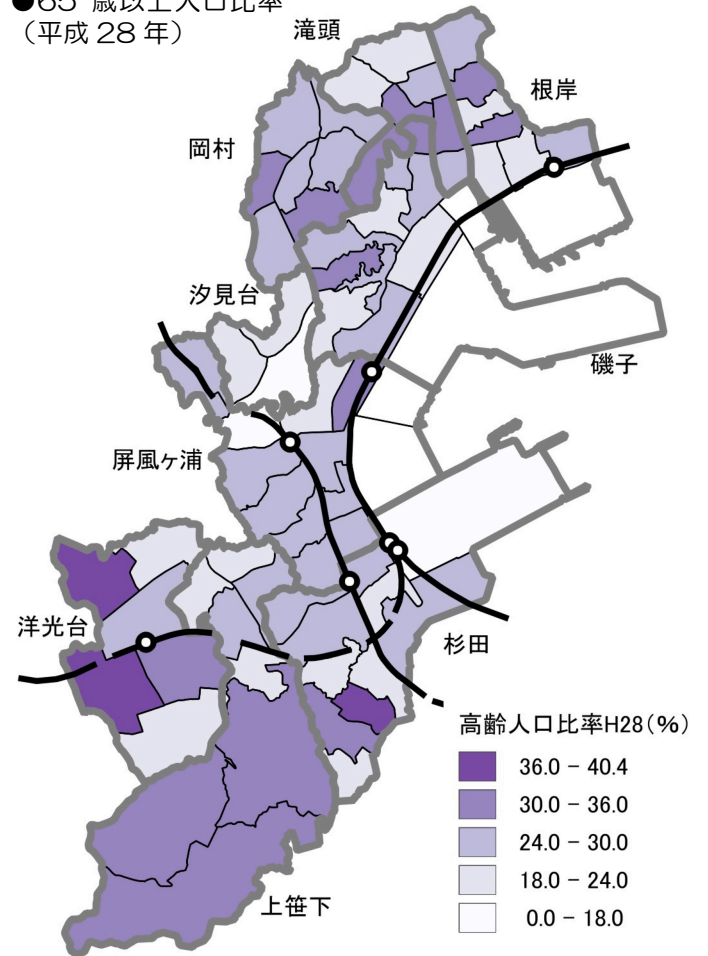 ●65 歳以上人口比率
（平成 28 年）
滝頭
根岸
岡村
汐見台
磯子
屏風ヶ浦
洋光台
杉田
上笹下
高齢人口比率H28(%)
36.0 − 40.4
30.0 − 36.0
24.0 − 30.0
18.0 − 24.0
0.0 − 18.0